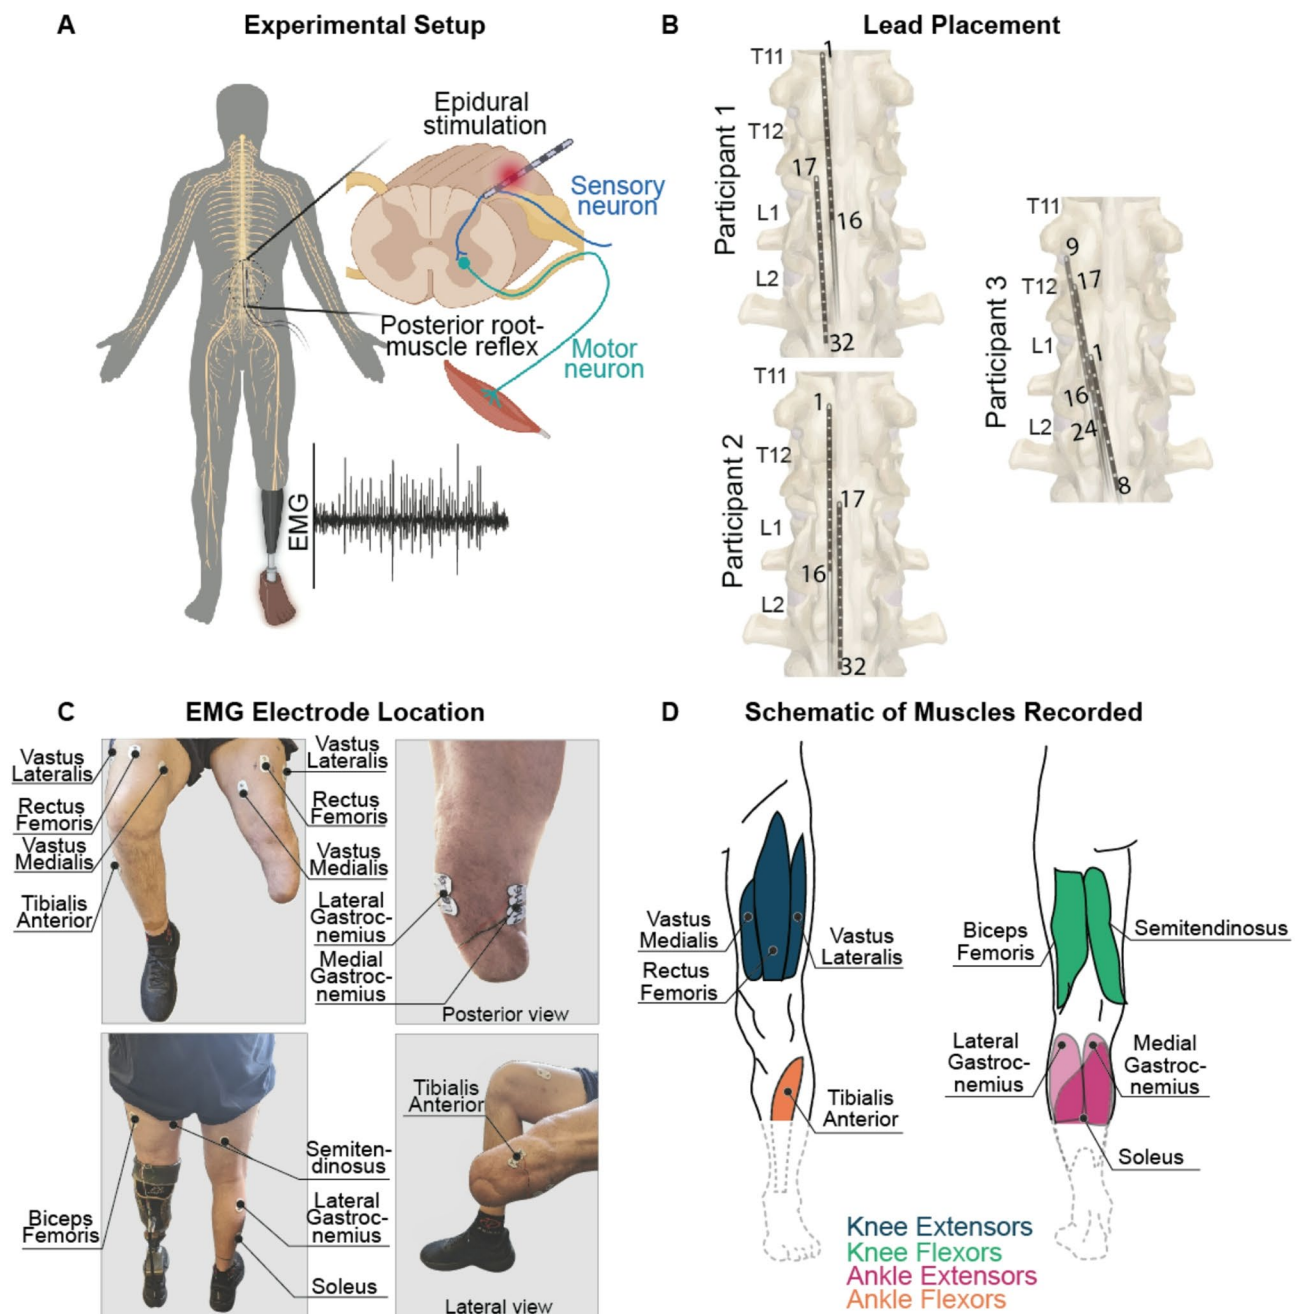 A
Experimental Setup
Epidural
stimulation
Sensory
neuron
Posterior root-
muscle reflex
Motor
neuron
EMG
B
Lead Placement
Participant 1
T11
T12
L1
L2
1
17
16
32
Participant 2
T11
T12
L1
L2
1
17
16
32
Participant 3
T11
T12
L1
L2
9
17
1
16
24
8
C
EMG Electrode Location
Vastus
Lateralis
Rectus
Femoris
Vastus
Medialis
Tibialis
Anterior
Vastus
Lateralis
Rectus
Femoris
Vastus
Medialis
Lateral
Gastroc-
nemius
Medial
Gastroc-
nemius
Posterior view
Biceps
Femoris
Semiten-
dinosus
Lateral
Gastroc-
nemius
Soleus
Tibialis
Anterior
Lateral view
D
Schematic of Muscles Recorded
Vastus
Medialis
Rectus
Femoris
Vastus
Lateralis
Tibialis
Anterior
Biceps
Femoris
Semitendinosus
Lateral
Gastroc-
nemius
Medial
Gastroc-
nemius
Soleus
Knee Extensors
Knee Flexors
Ankle Extensors
Ankle Flexors